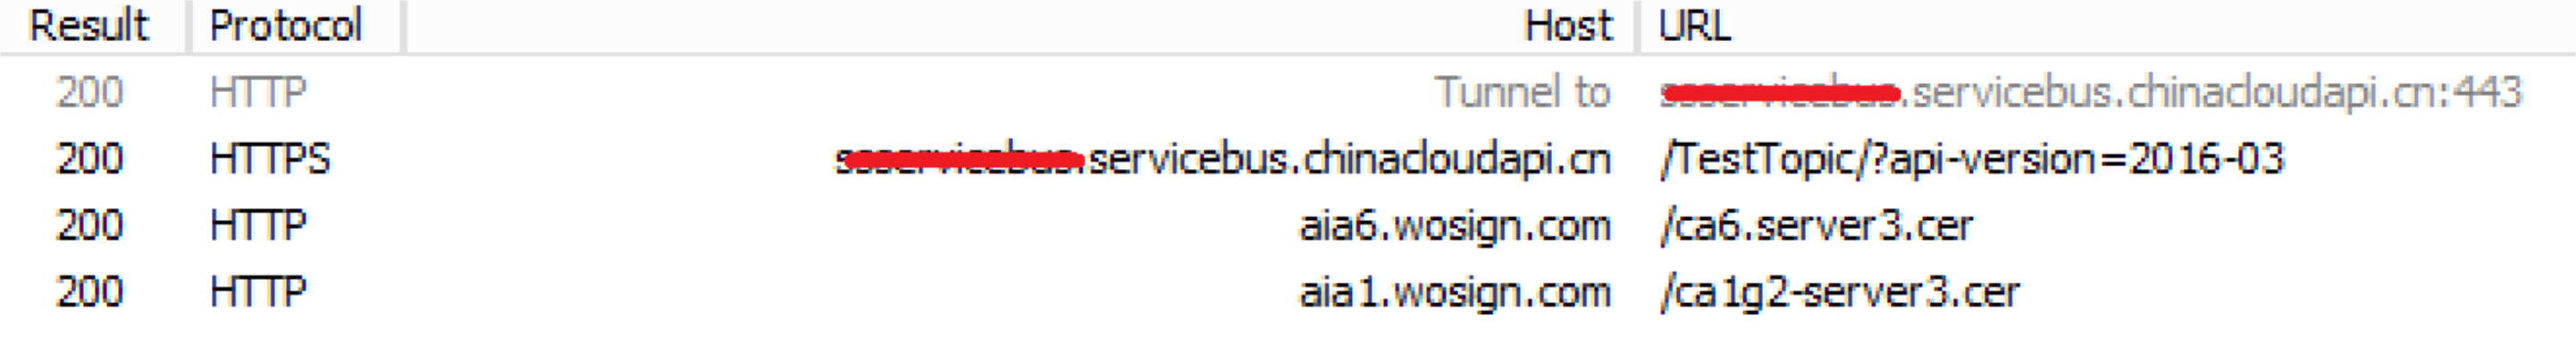 Result Protocol Host URL
200 HTTP Tunnel to .servicebus.chinacloudapi.cn:443
200 HTTPS servicebus.chinacloudapi.cn /TestTopic/?api-version=2016-03
200 HTTP aia6.wosign.com /ca6.server3.cer
200 HTTP aia1.wosign.com /ca1g2-server3.cer